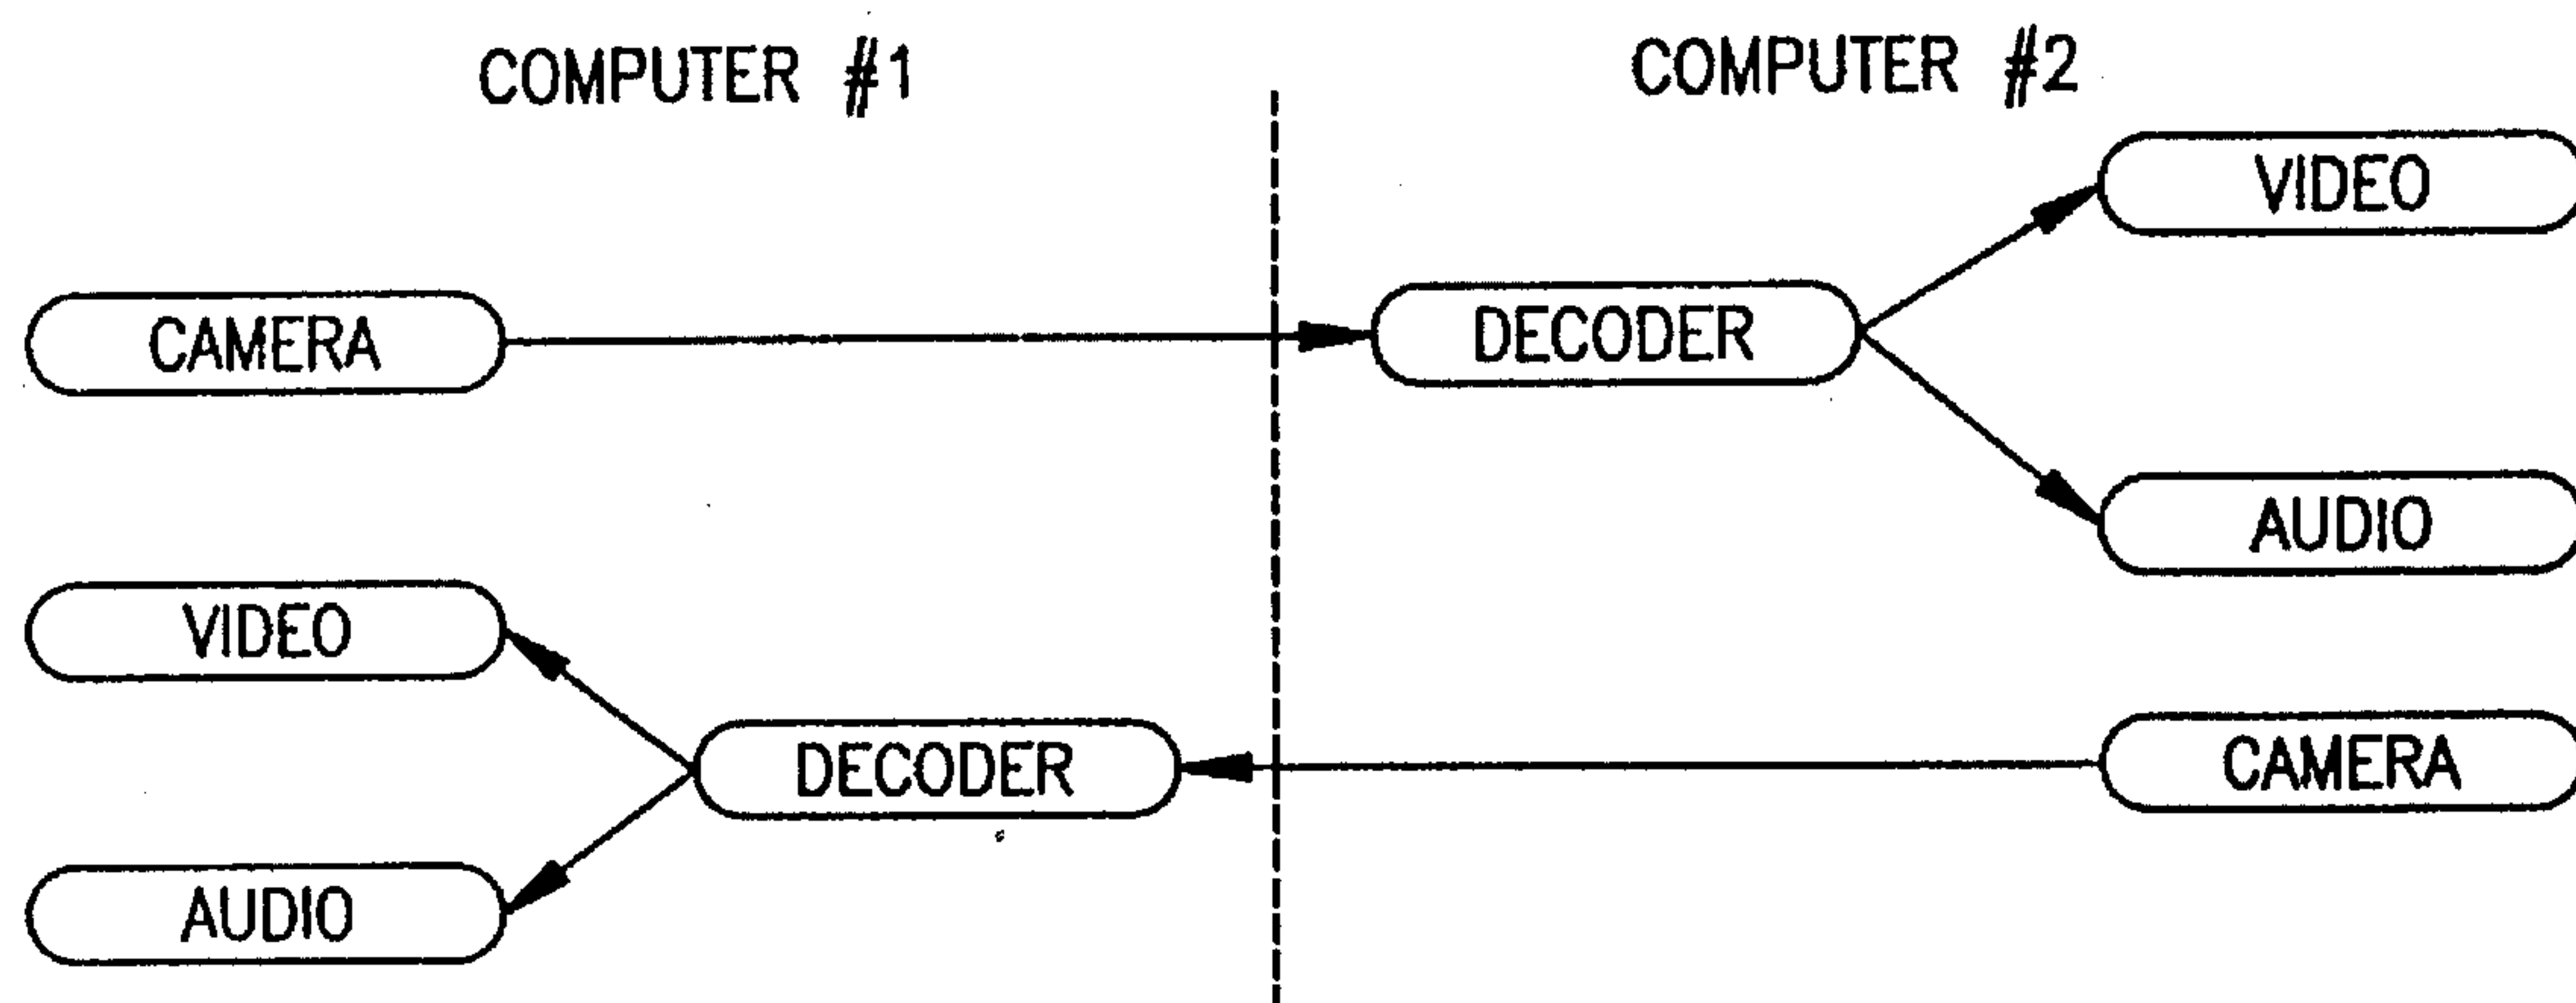 COMPUTER #1
COMPUTER #2
VIDEO
CAMERA
DECODER
AUDIO
VIDEO
DECODER
CAMERA
AUDIO